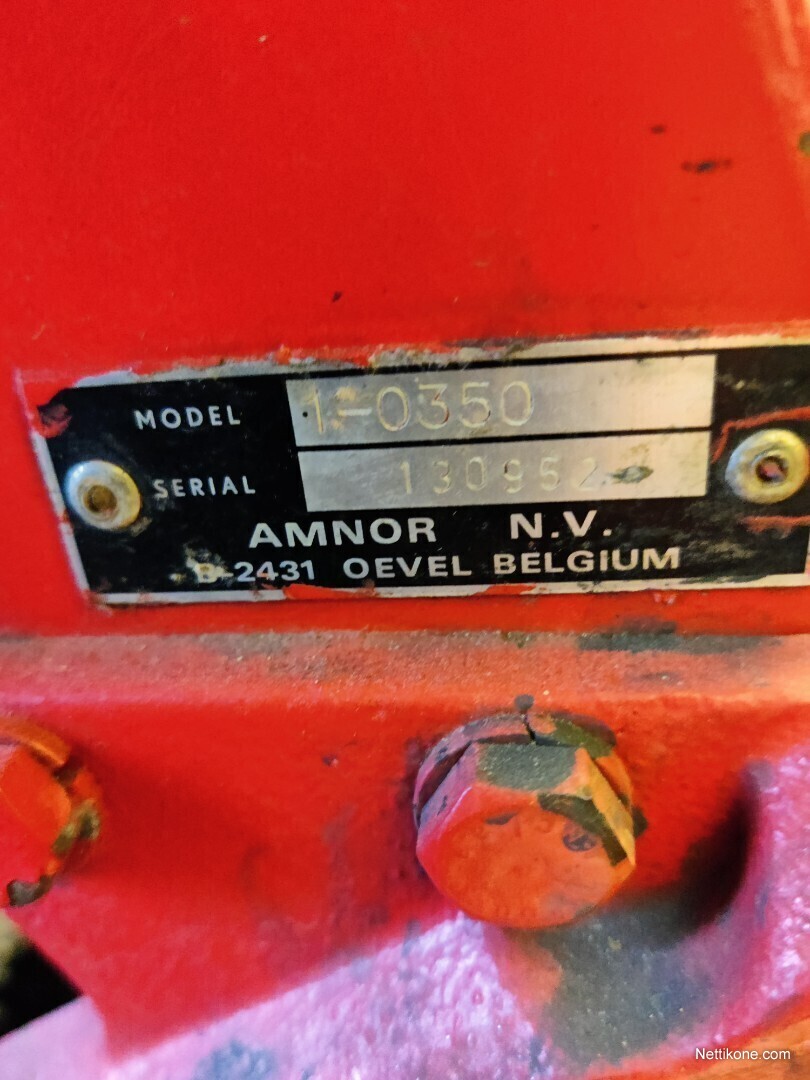 MODEL 1-0350
SERIAL 130952
AMNOR N.V.
B-2431 OEVEL BELGIUM
Nettikone.com